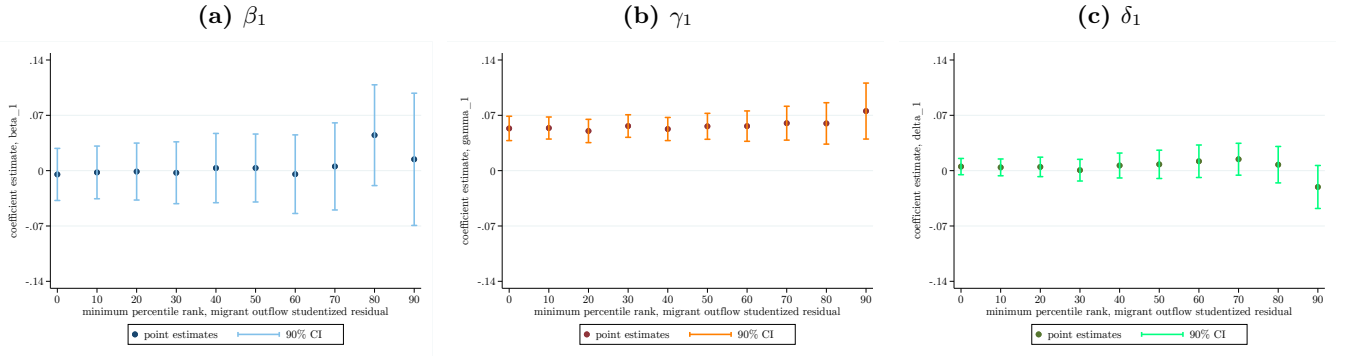 (a) β₁
.14
.07
0
-.07
-.14
coefficient estimate, beta_1
0 10 20 30 40 50 60 70 80 90
minimum percentile rank, migrant outflow studentized residual
point estimates 90% CI
(b) γ₁
.14
.07
0
-.07
-.14
coefficient estimate, gamma_1
0 10 20 30 40 50 60 70 80 90
minimum percentile rank, migrant outflow studentized residual
point estimates 90% CI
(c) δ₁
.14
.07
0
-.07
-.14
coefficient estimate, delta_1
0 10 20 30 40 50 60 70 80 90
minimum percentile rank, migrant outflow studentized residual
point estimates 90% CI